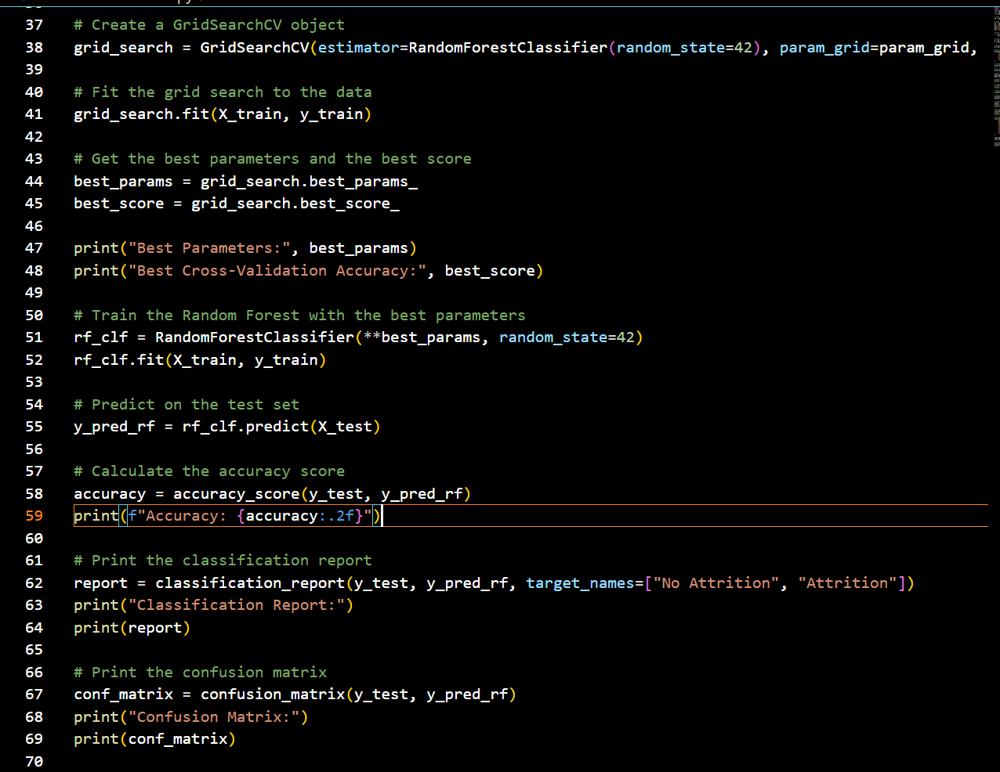 37 # Create a GridSearchCV object
38 grid_search = GridSearchCV(estimator=RandomForestClassifier(random_state=42), param_grid=param_grid,
39
40 # Fit the grid search to the data
41 grid_search.fit(X_train, y_train)
42
43 # Get the best parameters and the best score
44 best_params = grid_search.best_params_
45 best_score = grid_search.best_score_
46
47 print("Best Parameters:", best_params)
48 print("Best Cross-Validation Accuracy:", best_score)
49
50 # Train the Random Forest with the best parameters
51 rf_clf = RandomForestClassifier(**best_params, random_state=42)
52 rf_clf.fit(X_train, y_train)
53
54 # Predict on the test set
55 y_pred_rf = rf_clf.predict(X_test)
56
57 # Calculate the accuracy score
58 accuracy = accuracy_score(y_test, y_pred_rf)
59 print(f"Accuracy: {accuracy:.2f}")
60
61 # Print the classification report
62 report = classification_report(y_test, y_pred_rf, target_names=["No Attrition", "Attrition"])
63 print("Classification Report:")
64 print(report)
65
66 # Print the confusion matrix
67 conf_matrix = confusion_matrix(y_test, y_pred_rf)
68 print("Confusion Matrix:")
69 print(conf_matrix)
70